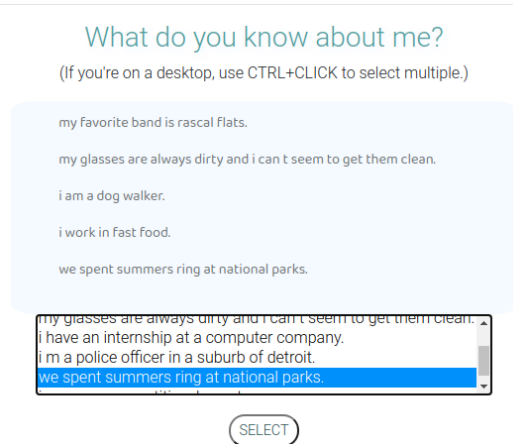 What do you know about me?
(If you're on a desktop, use CTRL+CLICK to select multiple.)
my favorite band is rascal flats.
my glasses are always dirty and i can t seem to get them clean.
i am a dog walker.
i work in fast food.
we spent summers ring at national parks.
my glasses are always dirty and i can't seem to get them clean.
i have an internship at a computer company.
i m a police officer in a suburb of detroit.
we spent summers ring at national parks.
SELECT